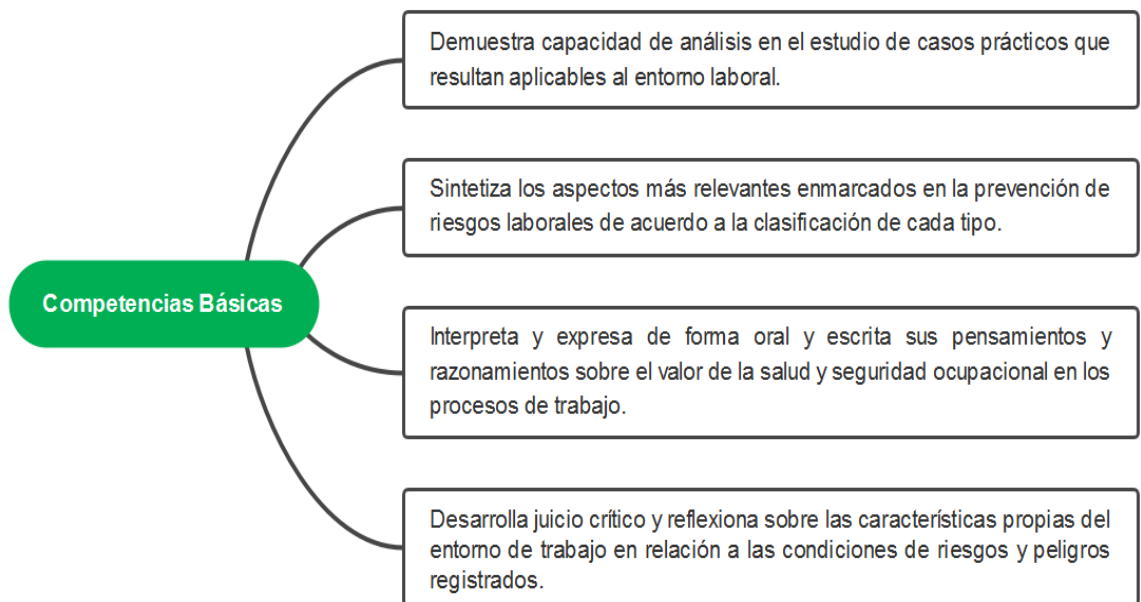 Competencias Básicas
Demuestra capacidad de análisis en el estudio de casos prácticos que
resultan aplicables al entorno laboral.
Sintetiza los aspectos más relevantes enmarcados en la prevención de
riesgos laborales de acuerdo a la clasificación de cada tipo.
Interpreta y expresa de forma oral y escrita sus pensamientos y
razonamientos sobre el valor de la salud y seguridad ocupacional en los
procesos de trabajo.
Desarrolla juicio crítico y reflexiona sobre las características propias del
entorno de trabajo en relación a las condiciones de riesgos y peligros
registrados.